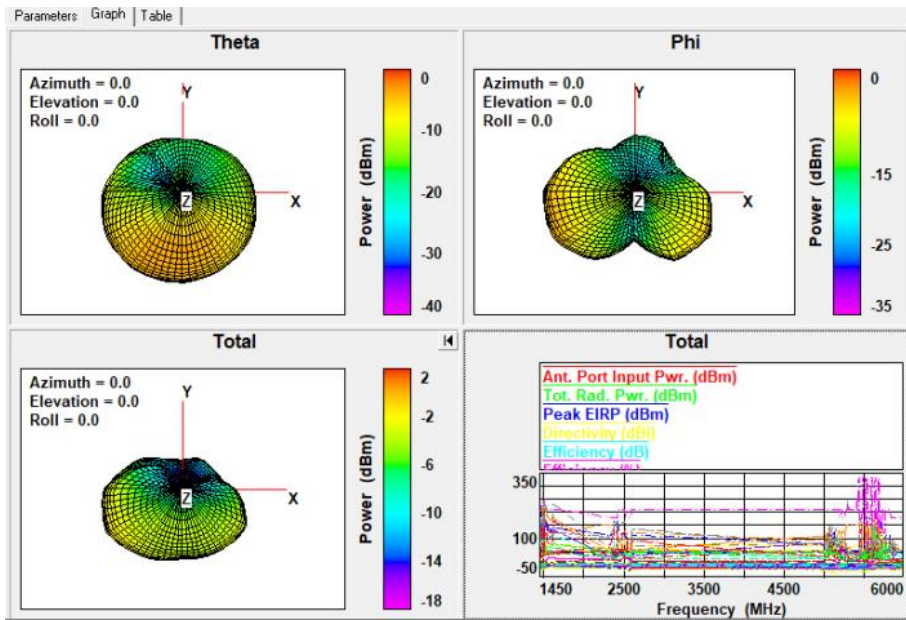 Parameters Graph Table
Theta
Azimuth = 0.0
Elevation = 0.0
Roll = 0.0
Y
X
Z
0
-10
-20
-30
-40
Power (dBm)
Phi
Azimuth = 0.0
Elevation = 0.0
Roll = 0.0
Y
X
Z
0
-15
-25
-35
Power (dBm)
Total
Azimuth = 0.0
Elevation = 0.0
Roll = 0.0
Y
X
Z
2
-2
-6
-10
-14
-18
Power (dBm)
Total
Ant. Port Input Pwr. (dBm)
Tot. Rad. Pwr. (dBm)
Peak EIRP (dBm)
Directivity (dBi)
Efficiency (dB)
Efficiency (%)
350
100
-50
1450 2500 3500 4500 6000
Frequency (MHz)